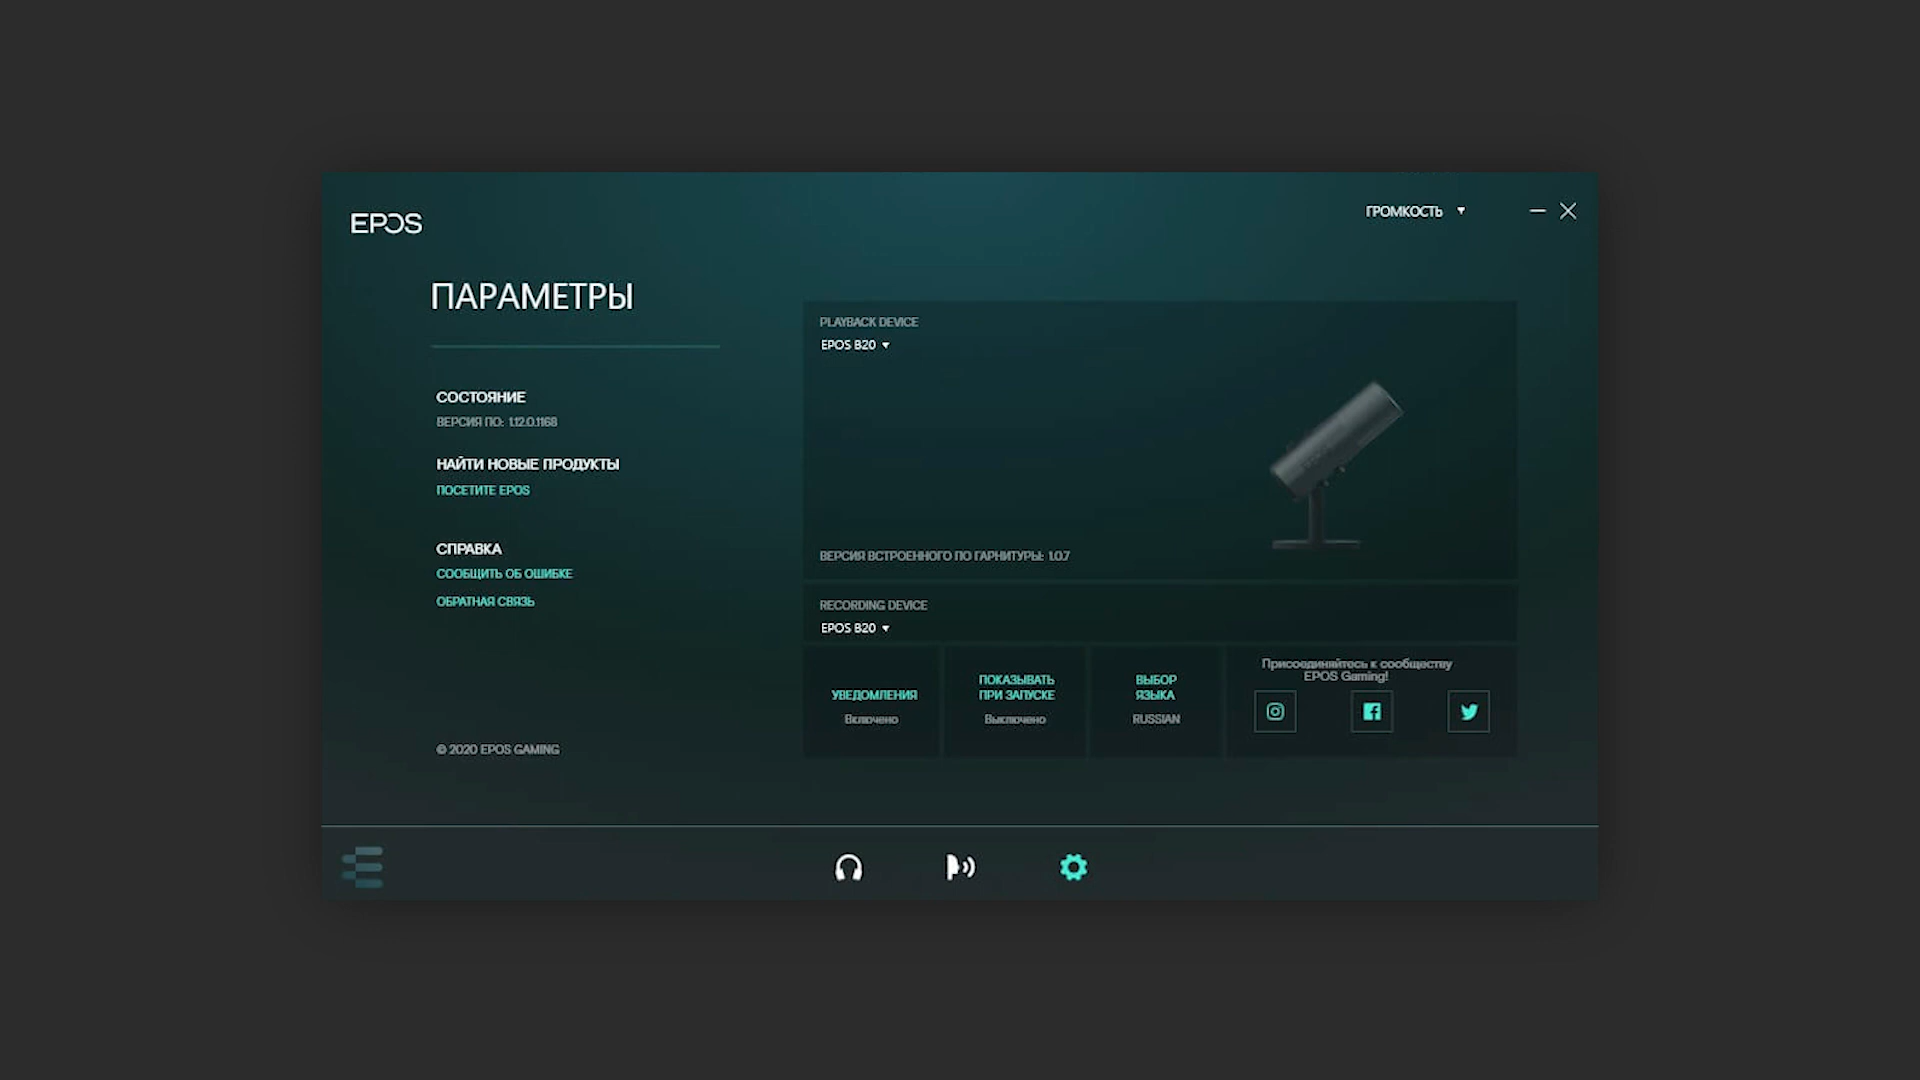 EPOS
ГРОМКОСТЬ
ПАРАМЕТРЫ
СОСТОЯНИЕ
ВЕРСИЯ ПО: 1.12.0.1168
НАЙТИ НОВЫЕ ПРОДУКТЫ
ПОСЕТИТЕ EPOS
СПРАВКА
СООБЩИТЬ ОБ ОШИБКЕ
ОБРАТНАЯ СВЯЗЬ
© 2020 EPOS GAMING
PLAYBACK DEVICE
EPOS B20
ВЕРСИЯ ВСТРОЕННОГО ПО ГАРНИТУРЫ: 1.0.7
RECORDING DEVICE
EPOS B20
УВЕДОМЛЕНИЯ
Включено
ПОКАЗЫВАТЬ
ПРИ ЗАПУСКЕ
Выключено
ВЫБОР
ЯЗЫКА
RUSSIAN
Присоединяйтесь к сообществу
EPOS Gaming!